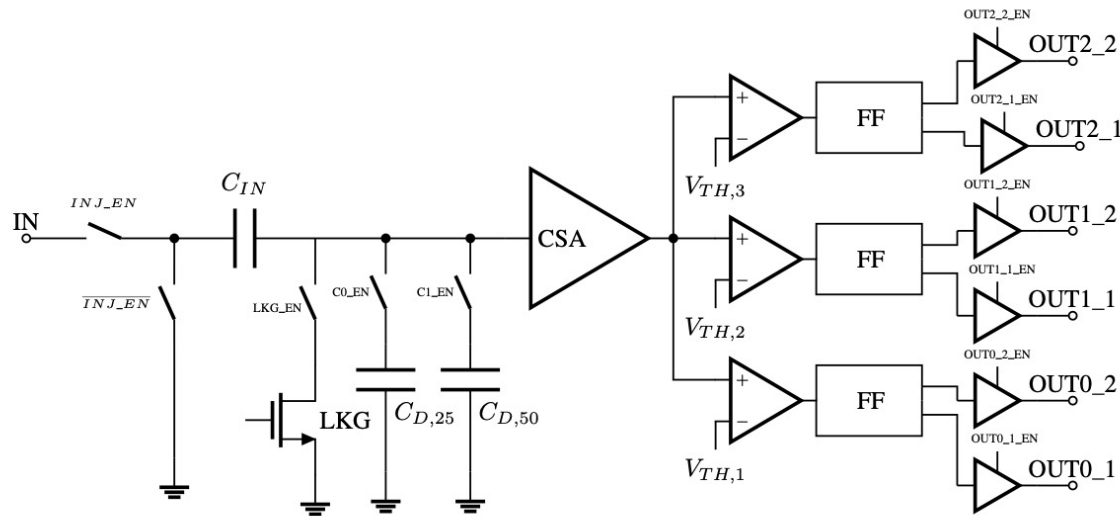 OUT2_2_EN
OUT2_2
OUT2_1_EN
OUT2_1
+
−
FF
V_{TH,3}
C_{IN}
INJ_EN
IN
CSA
\overline{INJ_EN}
LKG_EN
C0_EN
C1_EN
LKG
C_{D,25}
C_{D,50}
OUT1_2_EN
OUT1_2
OUT1_1_EN
OUT1_1
+
−
FF
V_{TH,2}
OUT0_2_EN
OUT0_2
OUT0_1_EN
OUT0_1
+
−
FF
V_{TH,1}